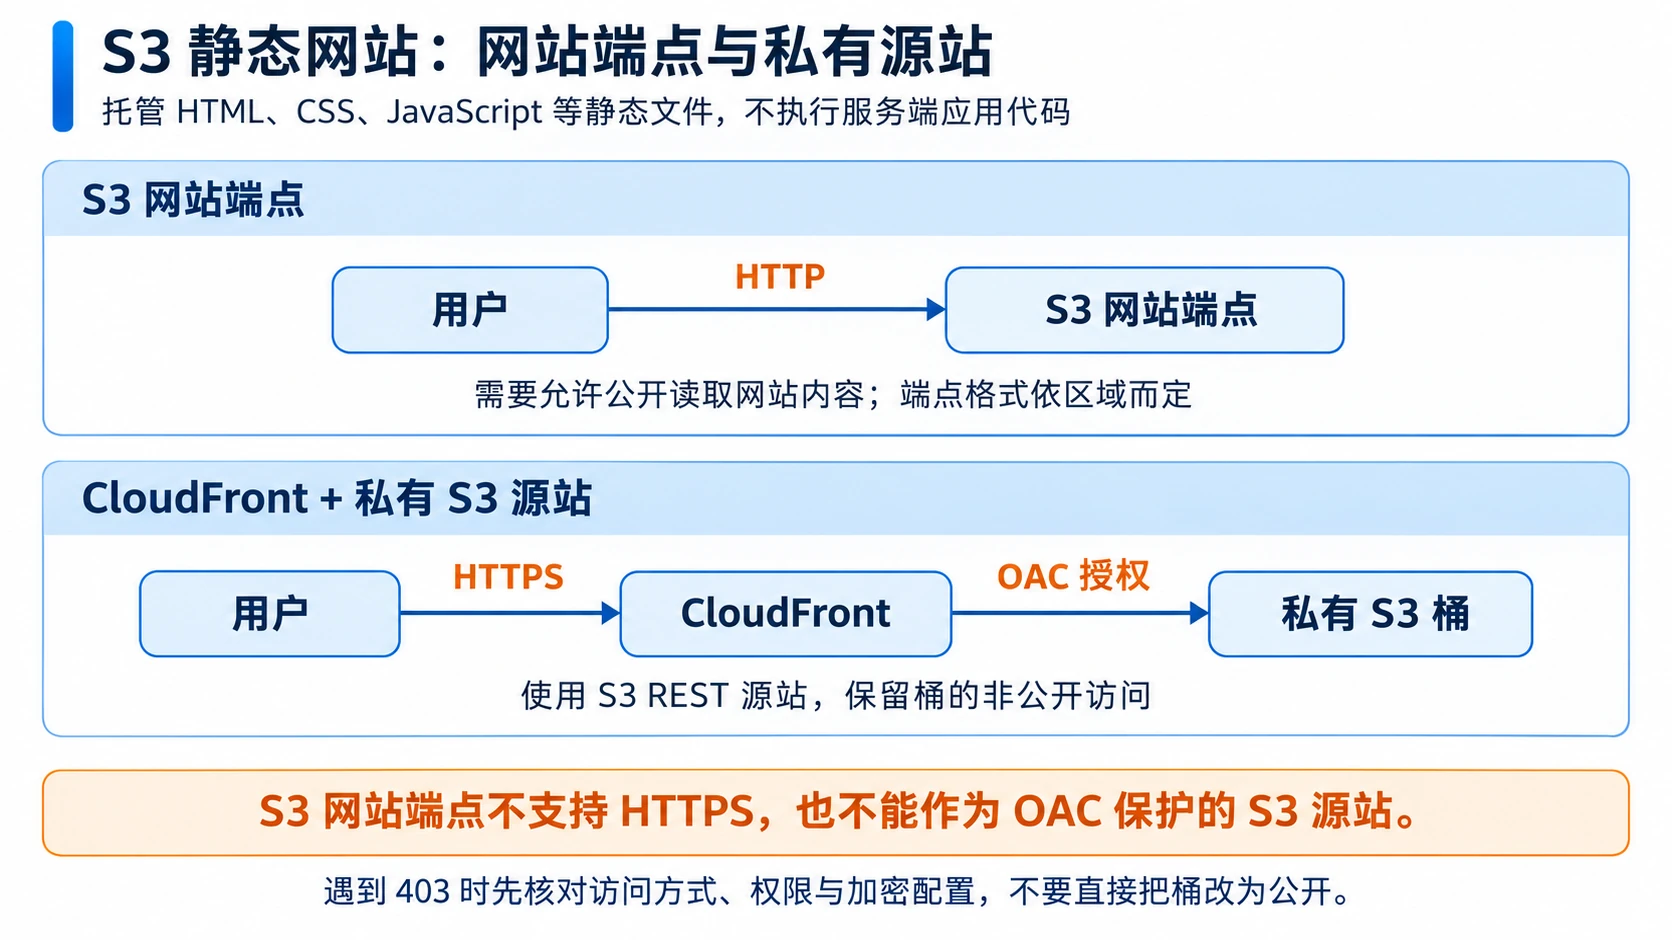 S3 静态网站：网站端点与私有源站
托管 HTML、CSS、JavaScript 等静态文件，不执行服务端应用代码
S3 网站端点
用户
HTTP
S3 网站端点
需要允许公开读取网站内容；端点格式依区域而定
CloudFront + 私有 S3 源站
用户
HTTPS
CloudFront
OAC 授权
私有 S3 桶
使用 S3 REST 源站，保留桶的非公开访问
S3 网站端点不支持 HTTPS，也不能作为 OAC 保护的 S3 源站。
遇到 403 时先核对访问方式、权限与加密配置，不要直接把桶改为公开。